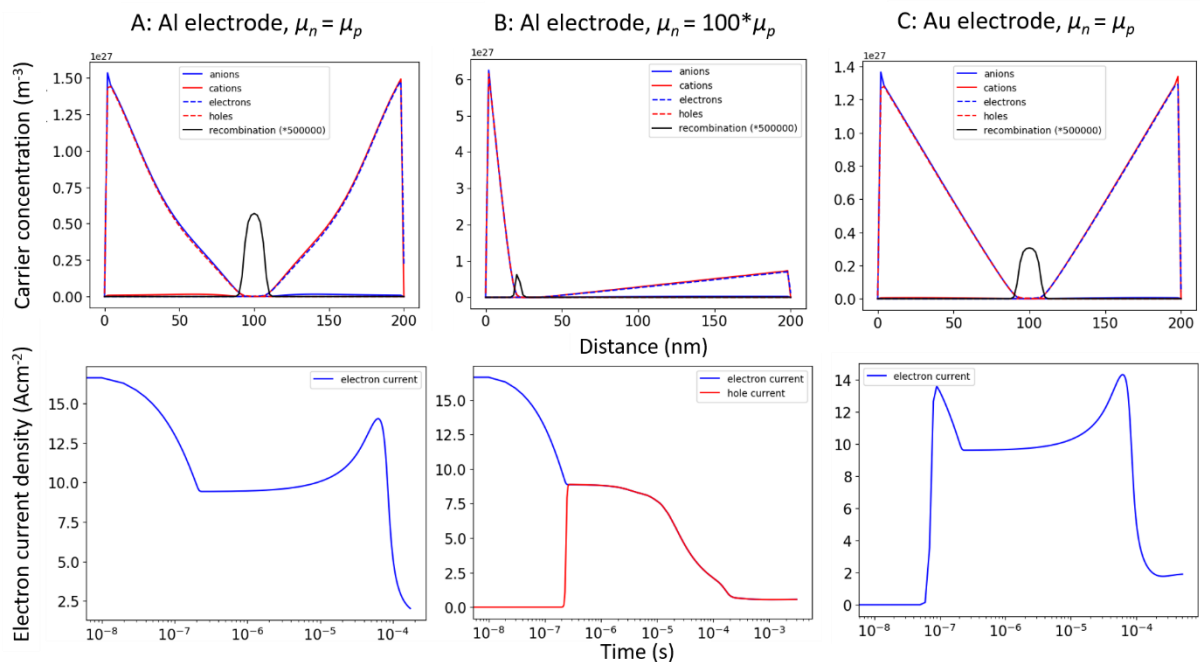 A: Al electrode, μn = μp
B: Al electrode, μn = 100*μp
C: Au electrode, μn = μp
Carrier concentration (m-3)
1e27
1.50
1.25
1.00
0.75
0.50
0.25
0.00
anions
cations
electrons
holes
recombination (*500000)
0
50
100
150
200
1e27
6
5
4
3
2
1
0
anions
cations
electrons
holes
recombination (*500000)
0
50
100
150
200
1e27
1.4
1.2
1.0
0.8
0.6
0.4
0.2
0.0
anions
cations
electrons
holes
recombination (*500000)
0
50
100
150
200
Distance (nm)
Electron current density (Acm-2)
15.0
12.5
10.0
7.5
5.0
2.5
electron current
10-8
10-7
10-6
10-5
10-4
15.0
12.5
10.0
7.5
5.0
2.5
0.0
electron current
hole current
10-8
10-7
10-6
10-5
10-4
10-3
14
12
10
8
6
4
2
0
electron current
10-8
10-7
10-6
10-5
10-4
Time (s)